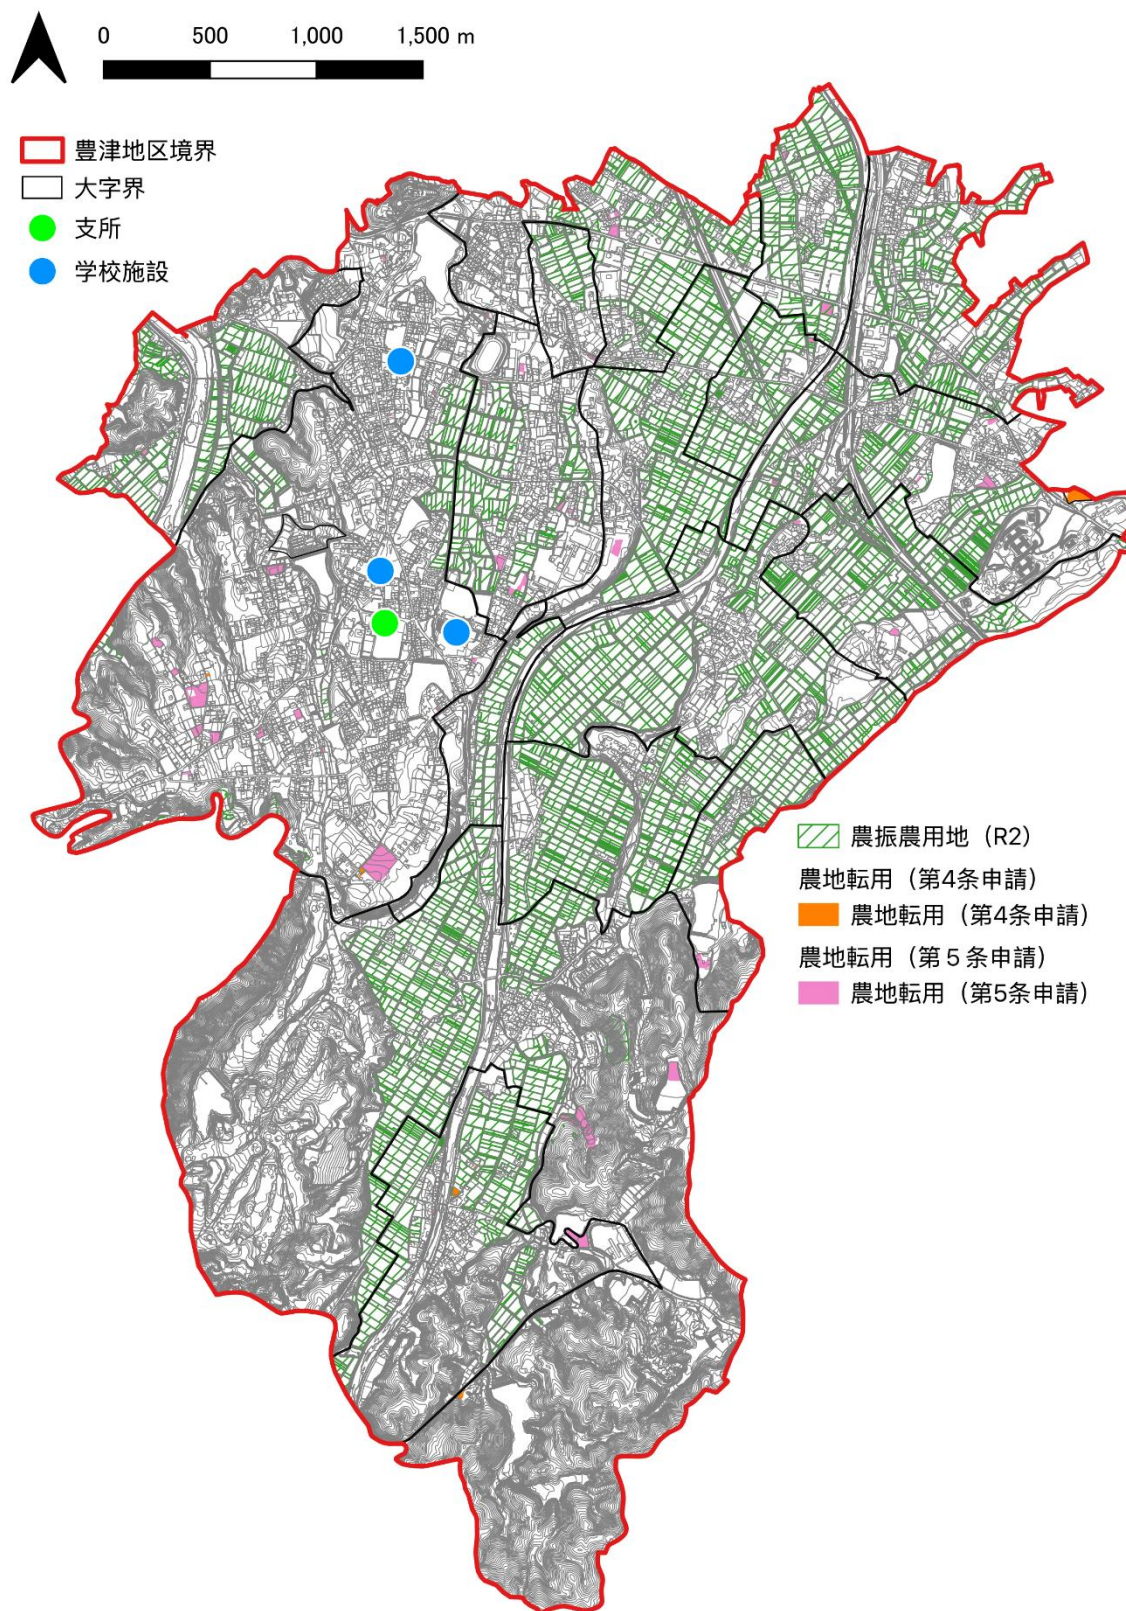 0 500 1,000 1,500 m
豊津地区境界
大字界
支所
学校施設
農振農用地（R2）
農地転用（第4条申請）
農地転用（第4条申請）
農地転用（第５条申請）
農地転用（第5条申請）